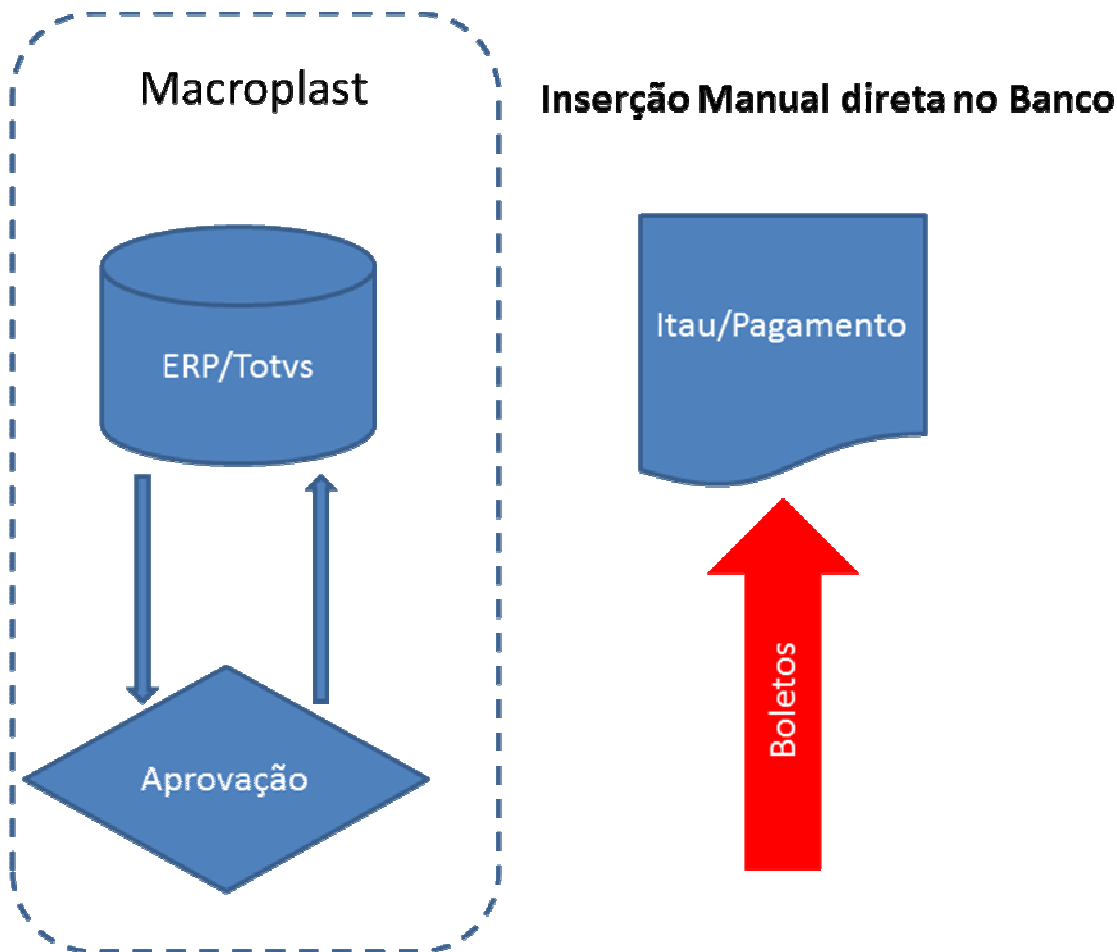 Macroplast
Inserção Manual direta no Banco
ERP/Totvs
Itau/Pagamento
Aprovação
Boletos